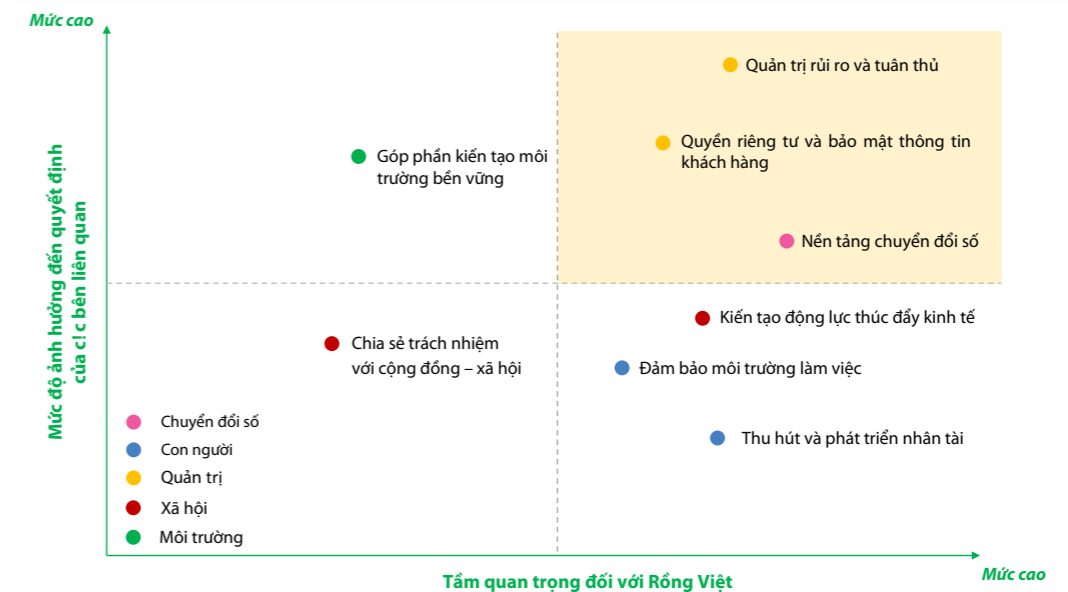 Mức cao
Mức độ ảnh hưởng đến quyết định
của c! c bên liên quan
Quản trị rủi ro và tuân thủ
Quyền riêng tư và bảo mật thông tin
khách hàng
Góp phần kiến tạo môi
trường bền vững
Nền tảng chuyển đổi số
Kiến tạo động lực thúc đẩy kinh tế
Chia sẻ trách nhiệm
với cộng đồng – xã hội
Đảm bảo môi trường làm việc
Thu hút và phát triển nhân tài
Chuyển đổi số
Con người
Quản trị
Xã hội
Môi trường
Tầm quan trọng đối với Rồng Việt
Mức cao